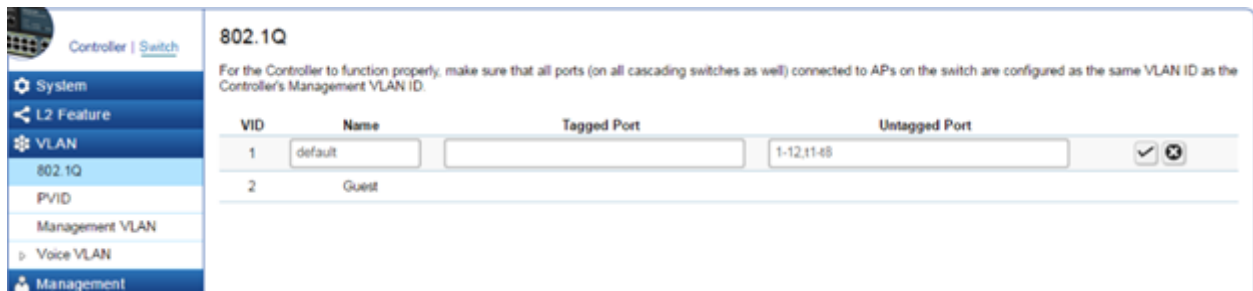 Controller | Switch
System
L2 Feature
VLAN
802.1Q
PVID
Management VLAN
Voice VLAN
Management
802.1Q
For the Controller to function properly, make sure that all ports (on all cascading switches as well) connected to APs on the switch are configured as the same VLAN ID as the
Controller's Management VLAN ID.
VID Name Tagged Port Untagged Port
1 default 1-12,t1-t8
2 Guest